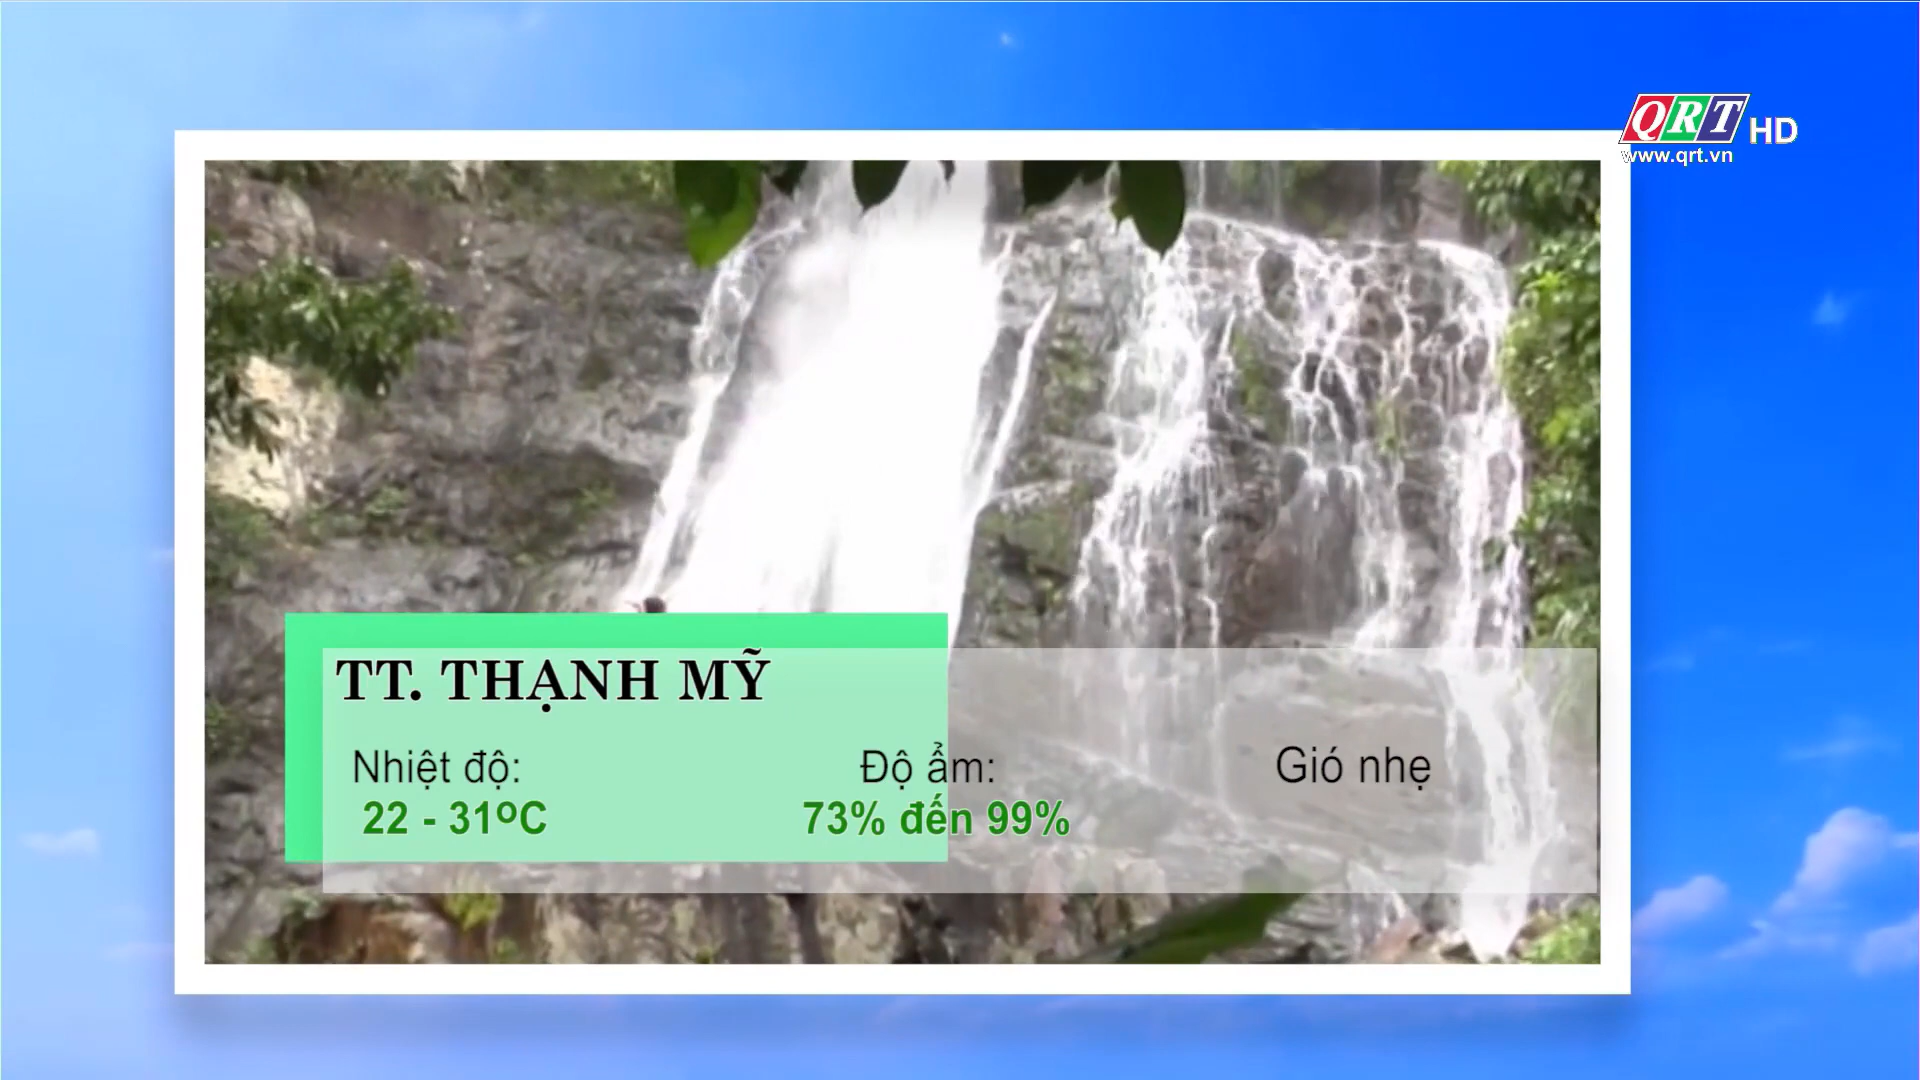 QRT HD
www.qrt.vn
TT. THẠNH MỸ
Nhiệt độ: Độ ẩm: Gió nhẹ
22 - 31ºC 73% đến 99%